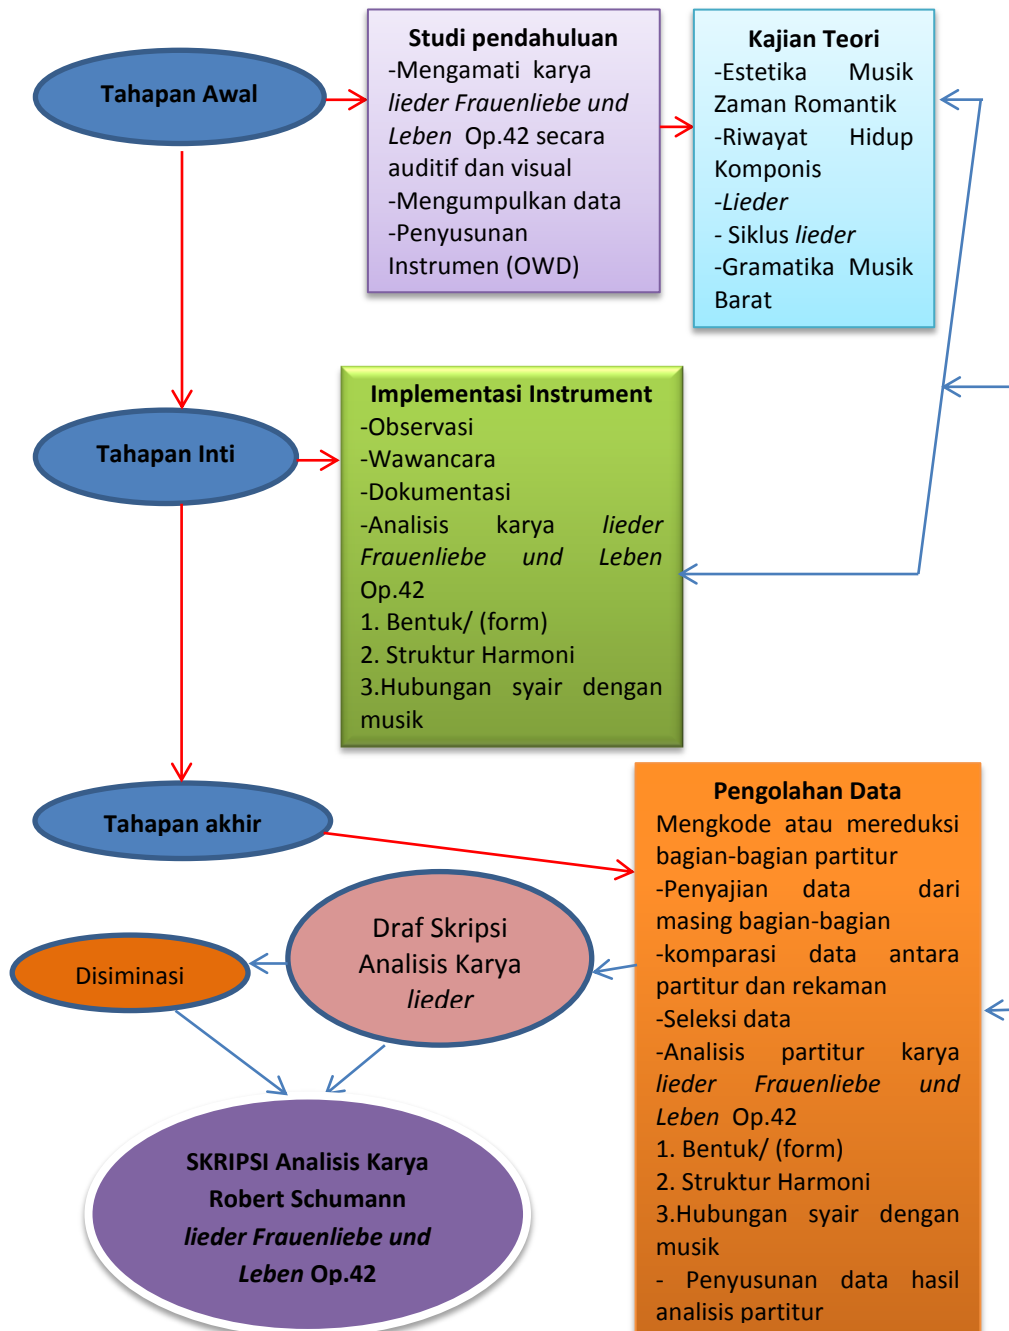 Tahapan Awal
Studi pendahuluan
-Mengamati karya
lieder Frauenliebe und
Leben Op.42 secara
auditif dan visual
-Mengumpulkan data
-Penyusunan
Instrumen (OWD)
Kajian Teori
-Estetika Musik
Zaman Romantik
-Riwayat Hidup
Komponis
-Lieder
- Siklus lieder
-Gramatika Musik
Barat
Tahapan Inti
Implementasi Instrument
-Observasi
-Wawancara
-Dokumentasi
-Analisis karya lieder
Frauenliebe und Leben
Op.42
1. Bentuk/ (form)
2. Struktur Harmoni
3.Hubungan syair dengan
musik
Tahapan akhir
Pengolahan Data
Mengkode atau mereduksi
bagian-bagian partitur
-Penyajian data dari
masing bagian-bagian
-komparasi data antara
partitur dan rekaman
-Seleksi data
-Analisis partitur karya
lieder Frauenliebe und
Leben Op.42
1. Bentuk/ (form)
2. Struktur Harmoni
3.Hubungan syair dengan
musik
- Penyusunan data hasil
analisis partitur
Draf Skripsi
Analisis Karya
lieder
Disiminasi
SKRIPSI Analisis Karya
Robert Schumann
lieder Frauenliebe und
Leben Op.42